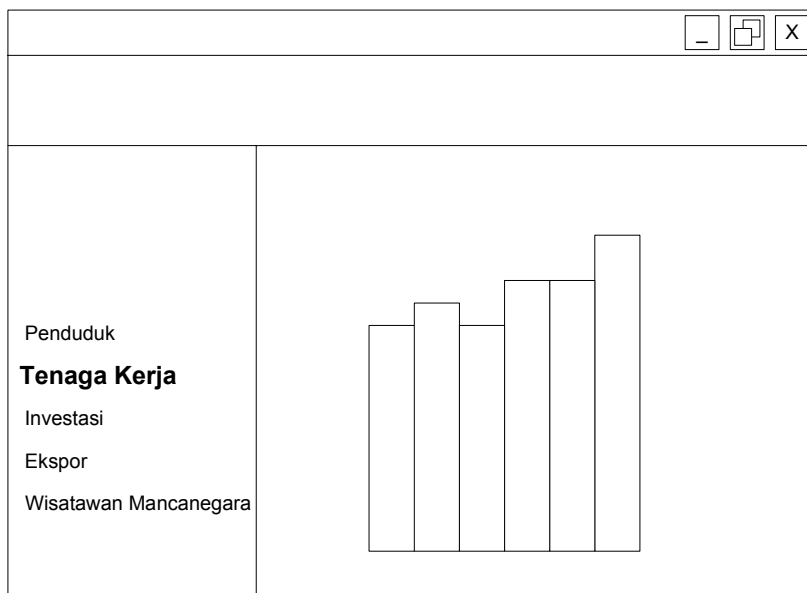 _ X
Penduduk
Tenaga Kerja
Investasi
Ekspor
Wisatawan Mancanegara